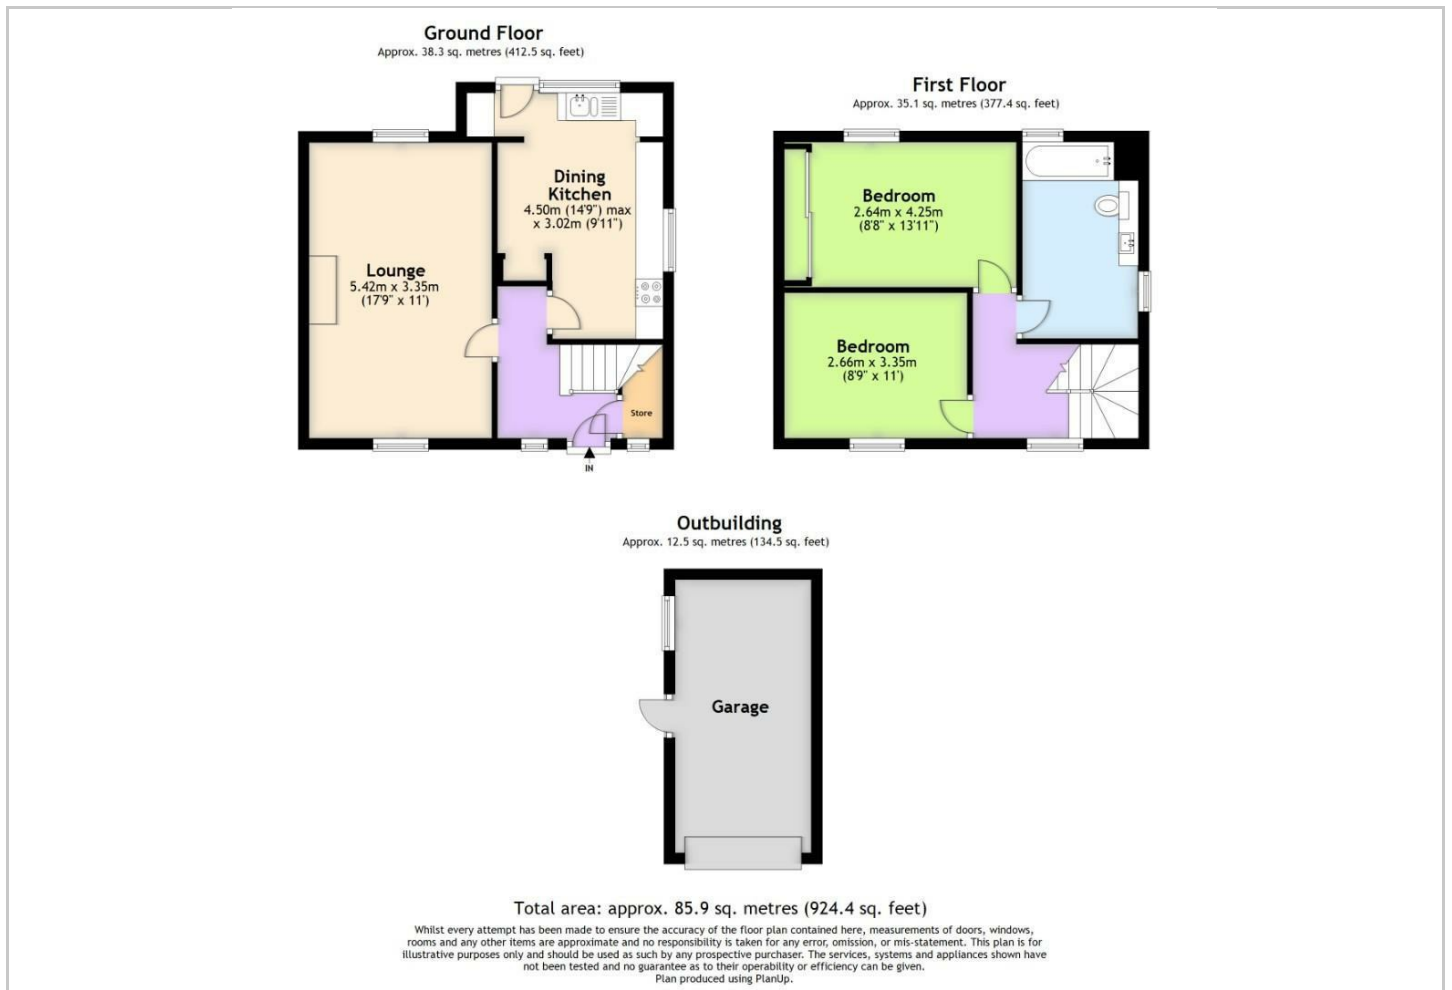 Ground Floor
Approx. 38.3 sq. metres (412.5 sq. feet)
First Floor
Approx. 35.1 sq. metres (377.4 sq. feet)
Dining
Kitchen
4.50m (14'9") max
x 3.02m (9'11")
Lounge
5.42m x 3.35m
(17'9" x 11')
Store
IN
Bedroom
2.64m x 4.25m
(8'8" x 13'11")
Bedroom
2.66m x 3.35m
(8'9" x 11')
Outbuilding
Approx. 12.5 sq. metres (134.5 sq. feet)
Garage
Total area: approx. 85.9 sq. metres (924.4 sq. feet)
Whilst every attempt has been made to ensure the accuracy of the floor plan contained here, measurements of doors, windows,
rooms and any other items are approximate and no responsibility is taken for any error, omission, or mis-statement. This plan is for
illustrative purposes only and should be used as such by any prospective purchaser. The services, systems and appliances shown have
not been tested and no guarantee as to their operability or efficiency can be given.
Plan produced using PlanUp.